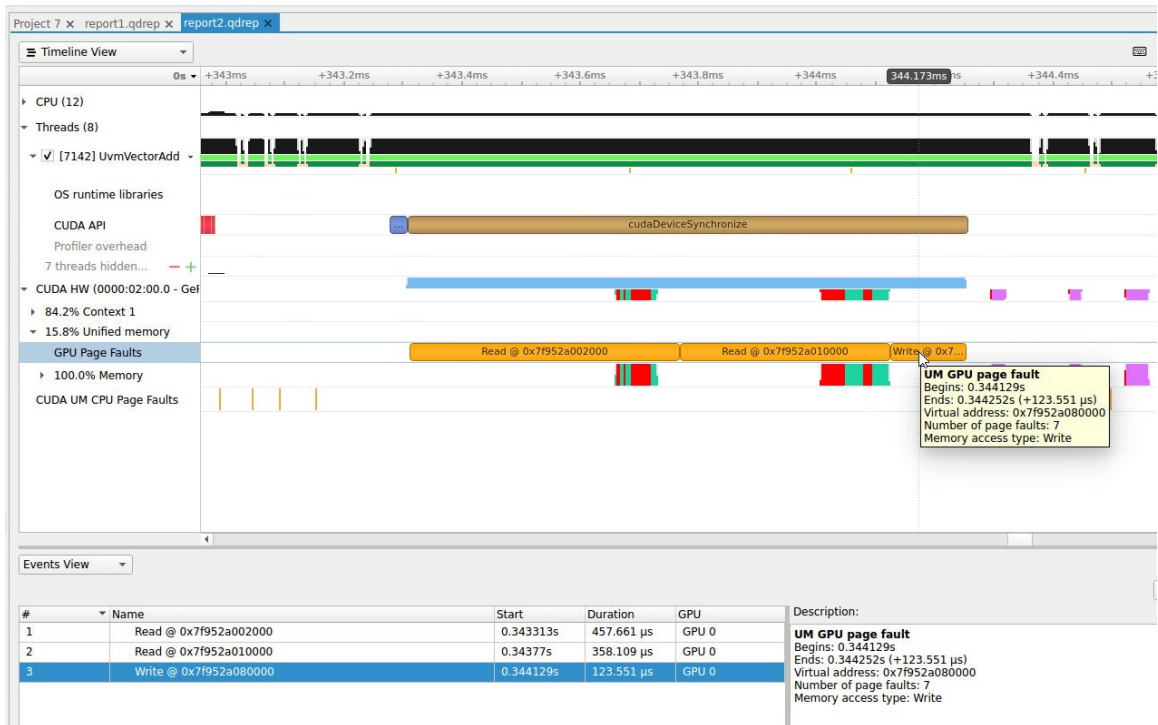 Project 7 × report1.qdrep × report2.qdrep ×
Timeline View
0s +343ms +343.2ms +343.4ms +343.6ms +343.8ms +344ms 344.173ms ns +344.4ms
CPU (12)
Threads (8)
[7142] UvmVectorAdd
OS runtime libraries
CUDA API ... cudaDeviceSynchronize
Profiler overhead
7 threads hidden... − +
CUDA HW (0000:02:00.0 - GeF
84.2% Context 1
15.8% Unified memory
GPU Page Faults Read @ 0x7f952a002000 Read @ 0x7f952a010000 Write @ 0x7...
100.0% Memory
CUDA UM CPU Page Faults
UM GPU page fault
Begins: 0.344129s
Ends: 0.344252s (+123.551 µs)
Virtual address: 0x7f952a080000
Number of page faults: 7
Memory access type: Write
Events View
# Name Start Duration GPU
1 Read @ 0x7f952a002000 0.343313s 457.661 µs GPU 0
2 Read @ 0x7f952a010000 0.34377s 358.109 µs GPU 0
3 Write @ 0x7f952a080000 0.344129s 123.551 µs GPU 0
Description:
UM GPU page fault
Begins: 0.344129s
Ends: 0.344252s (+123.551 µs)
Virtual address: 0x7f952a080000
Number of page faults: 7
Memory access type: Write